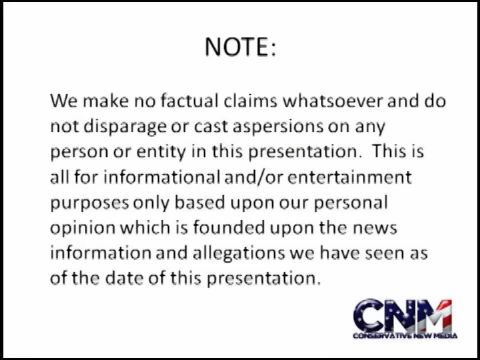 NOTE:
We make no factual claims whatsoever and do
not disparage or cast aspersions on any
person or entity in this presentation.  This is
all for informational and/or entertainment
purposes only based upon our personal
opinion which is founded upon the news
information and allegations we have seen as
of the date of this presentation.
CNM
CONSERVATIVE NEW MEDIA